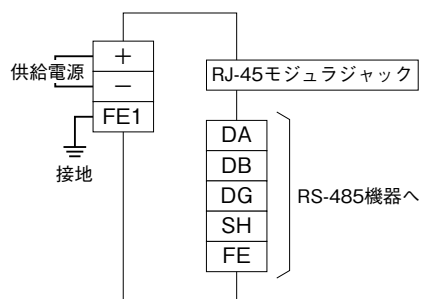 供給電源
+
−
FE1
接地
RJ-45モジュラジャック
DA
DB
DG
SH
FE
RS-485機器へ